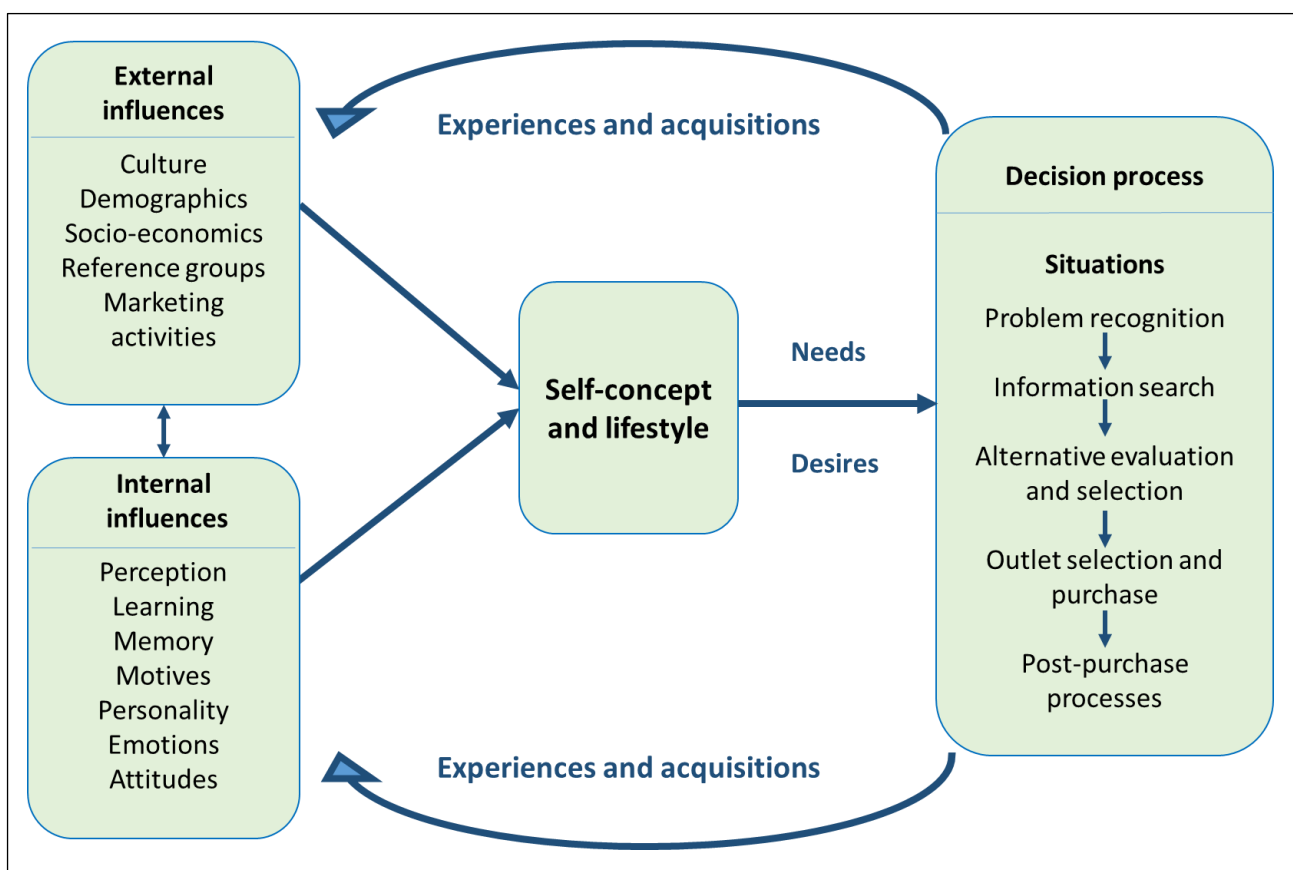 External
influences
Culture
Demographics
Socio-economics
Reference groups
Marketing
activities
Internal
influences
Perception
Learning
Memory
Motives
Personality
Emotions
Attitudes
Experiences and acquisitions
Self-concept
and lifestyle
Needs
Desires
Experiences and acquisitions
Decision process
Situations
Problem recognition
Information search
Alternative evaluation
and selection
Outlet selection and
purchase
Post-purchase
processes